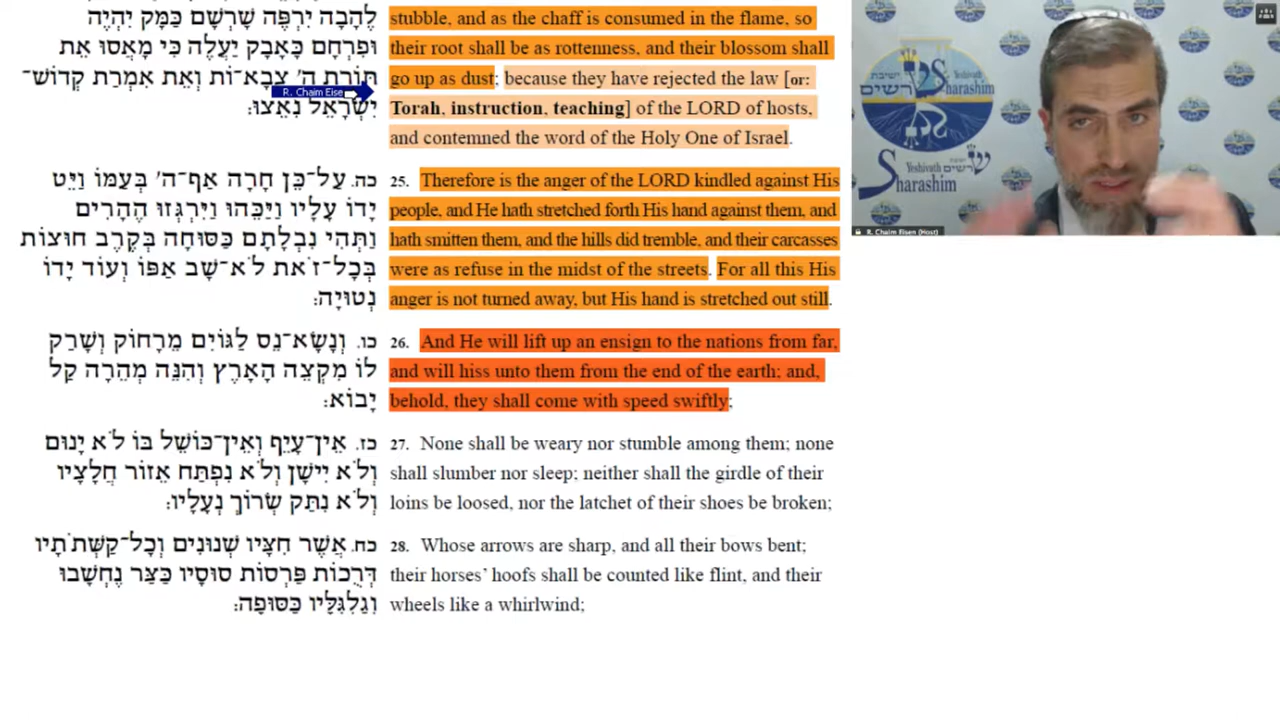 לֶהָבָה יִרְפֶּה שָׁרְשָׁם כַּמָּק יִהְיֶה
וּפִרְחָם כָּאָבָק יַעֲלֶה כִּי מָאֲסוּ אֵת
תּוֹרַת ה' צְבָא־וֹת וְאֵת אִמְרַת קְדוֹשׁ־
יִשְׂרָאֵל נִאֵצוּ:
R. Chaim Eise
stubble, and as the chaff is consumed in the flame, so
their root shall be as rottenness, and their blossom shall
go up as dust; because they have rejected the law [or:
Torah, instruction, teaching] of the LORD of hosts,
and contemned the word of the Holy One of Israel.
כה. עַל־כֵּן חָרָה אַף־ה' בְּעַמּוֹ וַיֵּט
יָדוֹ עָלָיו וַיַּכֵּהוּ וַיִּרְגְּזוּ הֶהָרִים
וַתְּהִי נִבְלָתָם כַּסּוּחָה בְּקֶרֶב חוּצוֹת
בְּכָל־זֹאת לֹא־שָׁב אַפּוֹ וְעוֹד יָדוֹ
נְטוּיָה:
25. Therefore is the anger of the LORD kindled against His
people, and He hath stretched forth His hand against them, and
hath smitten them, and the hills did tremble, and their carcasses
were as refuse in the midst of the streets. For all this His
anger is not turned away, but His hand is stretched out still.
כו. וְנָשָׂא־נֵס לַגּוֹיִם מֵרָחוֹק וְשָׁרַק
לוֹ מִקְצֵה הָאָרֶץ וְהִנֵּה מְהֵרָה קַל
יָבוֹא:
26. And He will lift up an ensign to the nations from far,
and will hiss unto them from the end of the earth; and,
behold, they shall come with speed swiftly;
כז. אֵין־עָיֵף וְאֵין־כּוֹשֵׁל בּוֹ לֹא יָנוּם
וְלֹא יִישָׁן וְלֹא נִפְתַּח אֵזוֹר חֲלָצָיו
וְלֹא נִתַּק שְׂרוֹךְ נְעָלָיו:
27. None shall be weary nor stumble among them; none
shall slumber nor sleep; neither shall the girdle of their
loins be loosed, nor the latchet of their shoes be broken;
כח. אֲשֶׁר חִצָּיו שְׁנוּנִים וְכָל־קַשְּׁתֹתָיו
דְּרֻכוֹת פַּרְסוֹת סוּסָיו כַּצַּר נֶחְשָׁבוּ
וְגַלְגִּלָּיו כַּסּוּפָה:
28. Whose arrows are sharp, and all their bows bent;
their horses' hoofs shall be counted like flint, and their
wheels like a whirlwind;
ישיבת
שרשים
Yeshivath
Sharashim
Yeshivath שרשים
Sharashim
R. Chaim Eisen (Host)